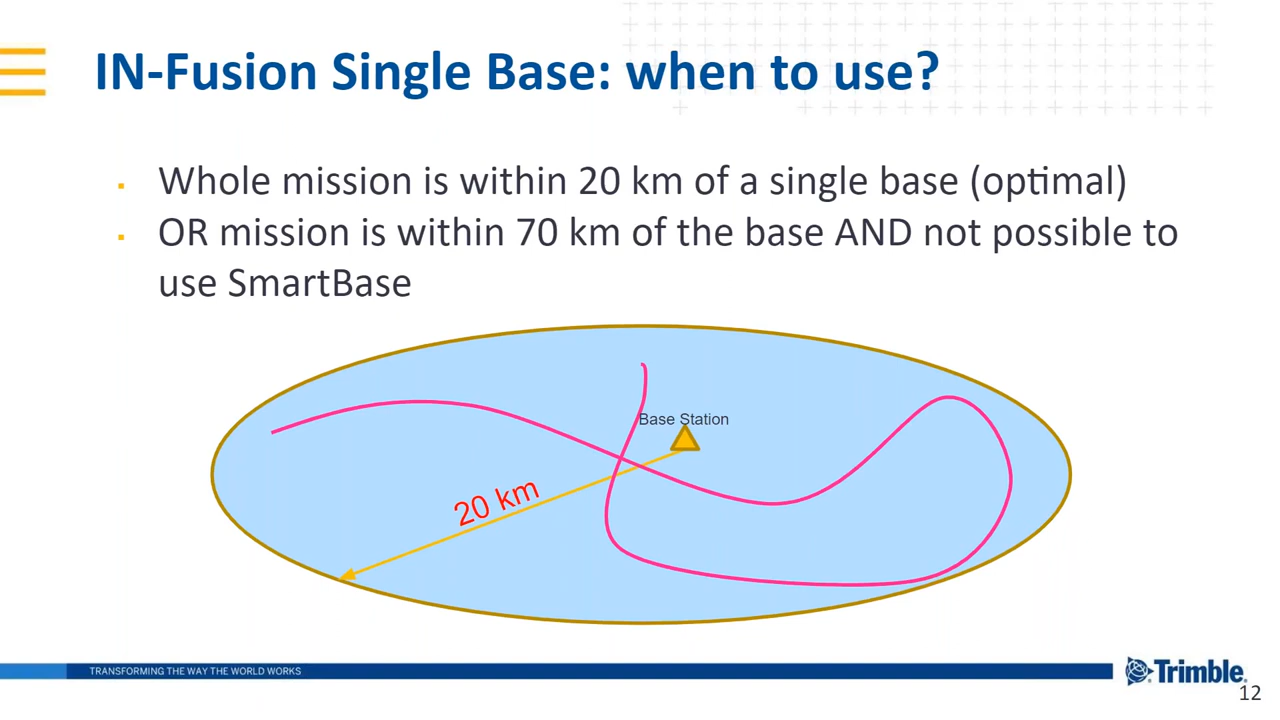 IN-Fusion Single Base: when to use?
▪ Whole mission is within 20 km of a single base (optimal)
▪ OR mission is within 70 km of the base AND not possible to
use SmartBase
Base Station
20 km
TRANSFORMING THE WAY THE WORLD WORKS
Trimble.
12